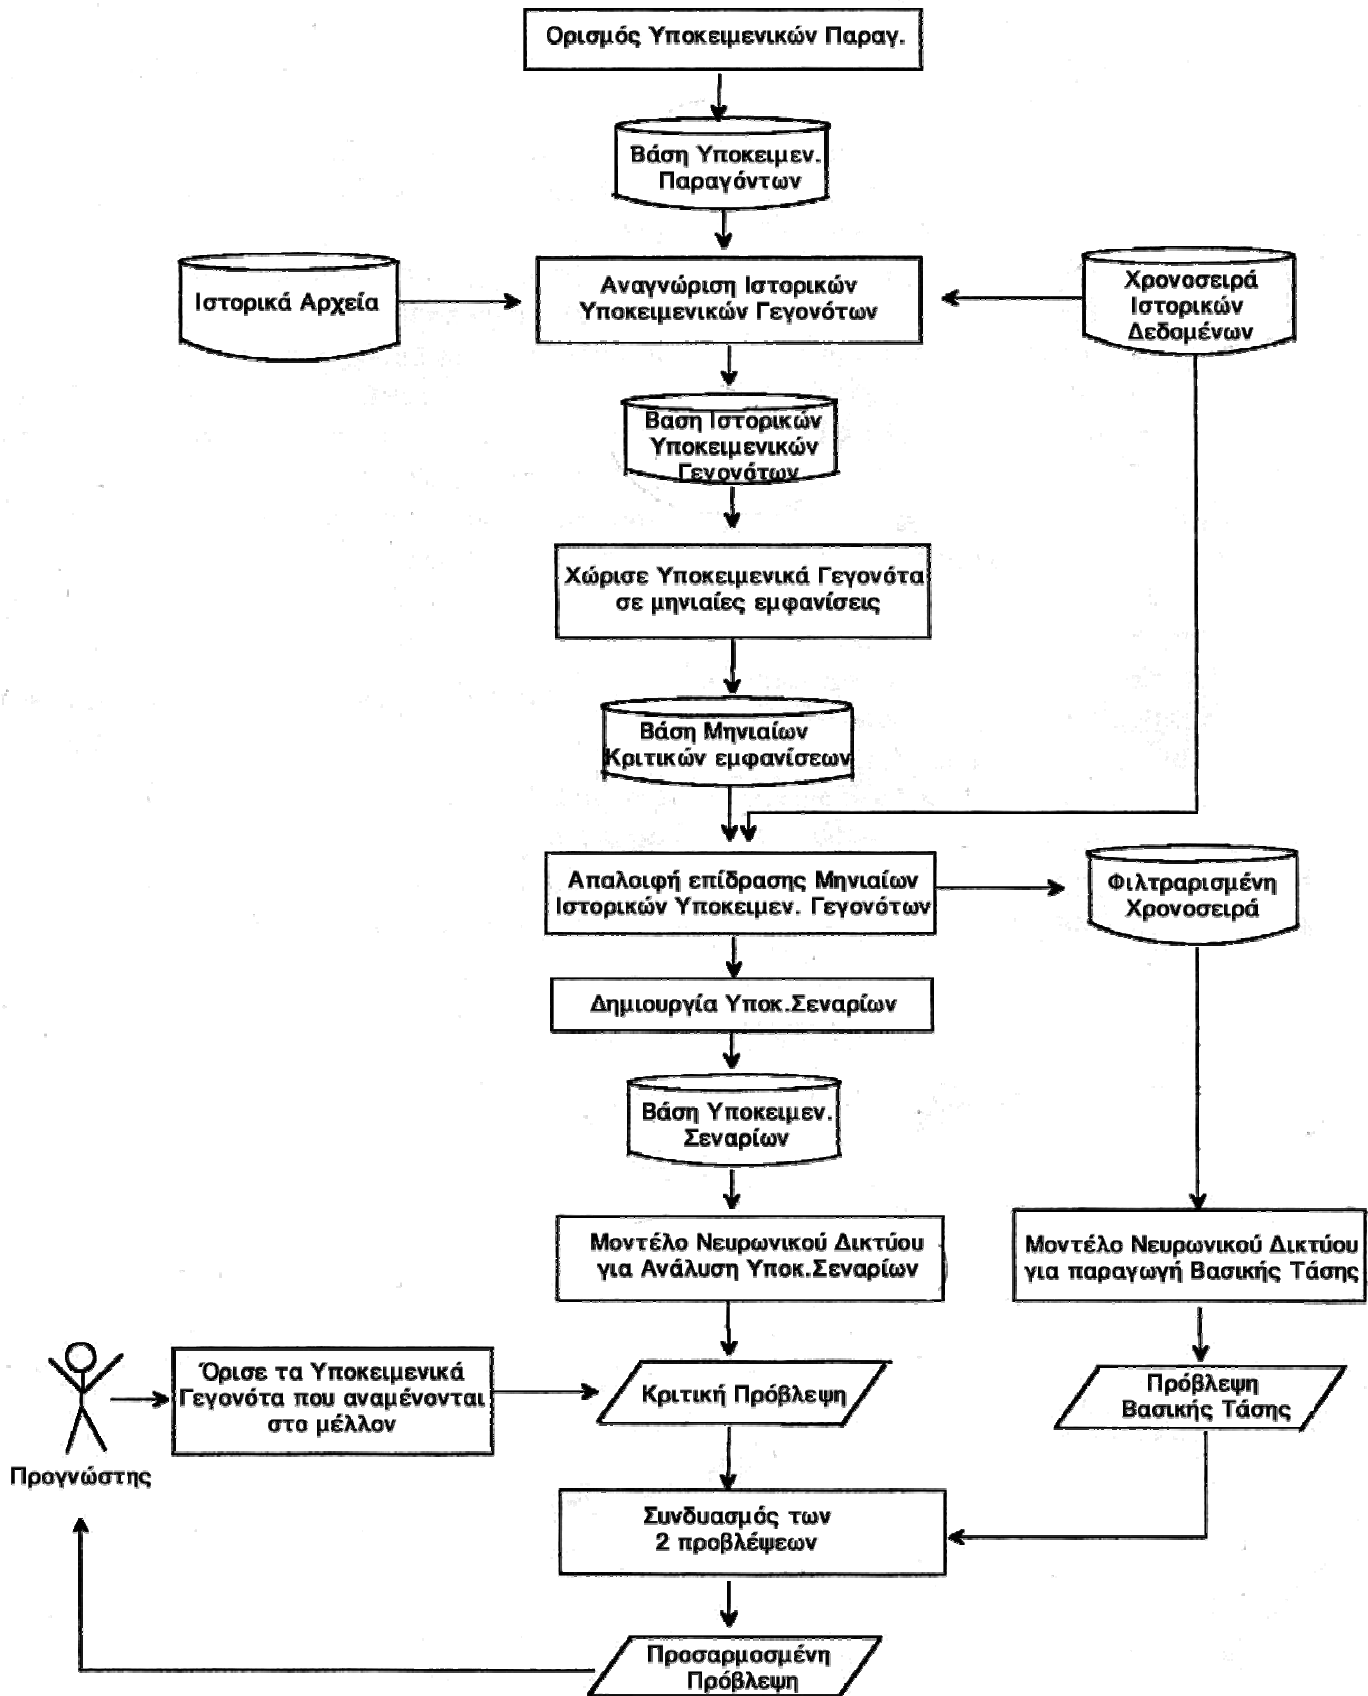 Ορισμός Υποκειμενικών Παραγ.
Βάση Υποκειμεν.
Παραγόντων
Ιστορικά Αρχεία
Αναγνώριση Ιστορικών
Υποκειμενικών Γεγονότων
Χρονοσειρά
Ιστορικών
Δεδομένων
Βαση Ιστορικών
Υποκειμενικών
Γεγονότων
Χώρισε Υποκειμενικά Γεγονότα
σε μηνιαίες εμφανίσεις
Βάση Μηνιαίων
Κριτικών εμφανίσεων
Απαλοιφή επίδρασης Μηνιαίων
Ιστορικών Υποκειμεν. Γεγονότων
Φιλτραρισμένη
Χρονοσειρά
Δημιουργία Υποκ.Σεναρίων
Βάση Υποκειμεν.
Σεναρίων
Μοντέλο Νευρωνικού Δικτύου
για Ανάλυση Υποκ.Σεναρίων
Μοντέλο Νευρωνικού Δικτύου
για παραγωγή Βασικής Τάσης
Όρισε τα Υποκειμενικά
Γεγονότα που αναμένονται
στο μέλλον
Κριτική Πρόβλεψη
Πρόβλεψη
Βασικής Τάσης
Προγνώστης
Συνδυασμός των
2 προβλέψεων
Προσαρμοσμένη
Πρόβλεψη